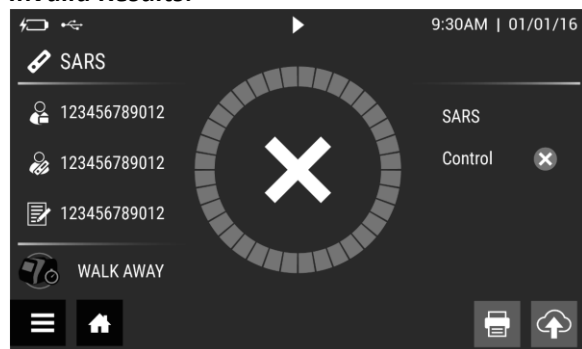 Invalid Results:
9:30AM | 01/01/16
SARS
123456789012
123456789012
123456789012
WALK AWAY
SARS
Control